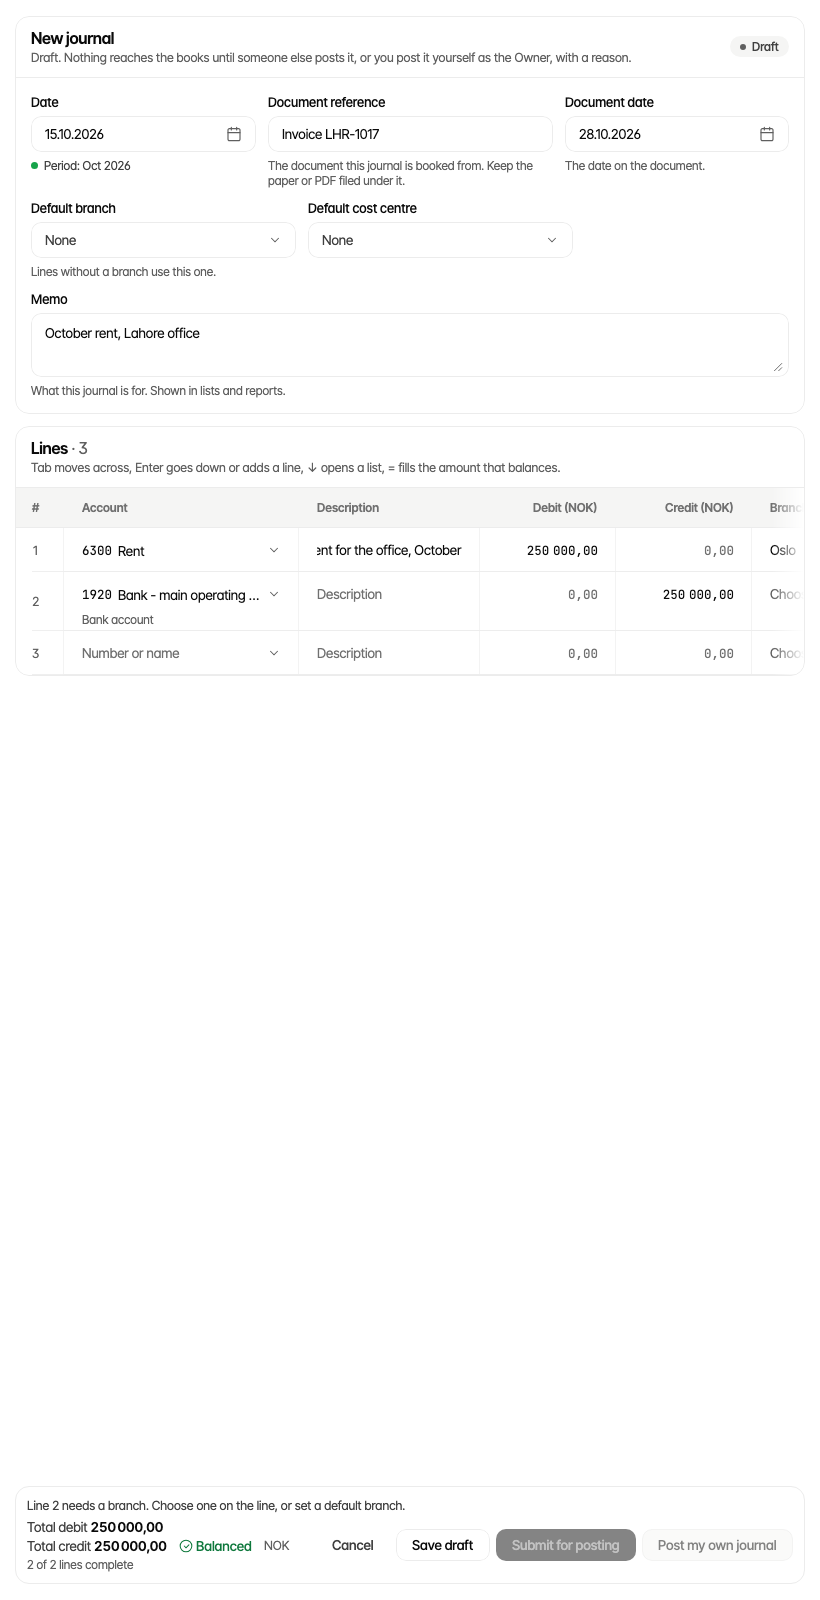 New journal
Draft. Nothing reaches the books until someone else posts it, or you post it yourself as the Owner, with a reason.
Draft
Date
Document reference
Document date
15.10.2026
Invoice LHR-1017
28.10.2026
Period: Oct 2026
The document this journal is booked from. Keep the
paper or PDF filed under it.
The date on the document.
Default branch
Default cost centre
None
None
Lines without a branch use this one.
Memo
October rent, Lahore office
What this journal is for. Shown in lists and reports.
Lines · 3
Tab moves across, Enter goes down or adds a line, ↓ opens a list, = fills the amount that balances.
# Account Description Debit (NOK) Credit (NOK) Branc
1 6300 Rent ent for the office, October 250 000,00 0,00 Oslo
2 1920 Bank - main operating ... Description 0,00 250 000,00 Choo
Bank account
3 Number or name Description 0,00 0,00 Choo
Line 2 needs a branch. Choose one on the line, or set a default branch.
Total debit 250 000,00
Total credit 250 000,00 Balanced NOK
2 of 2 lines complete
Cancel Save draft Submit for posting Post my own journal